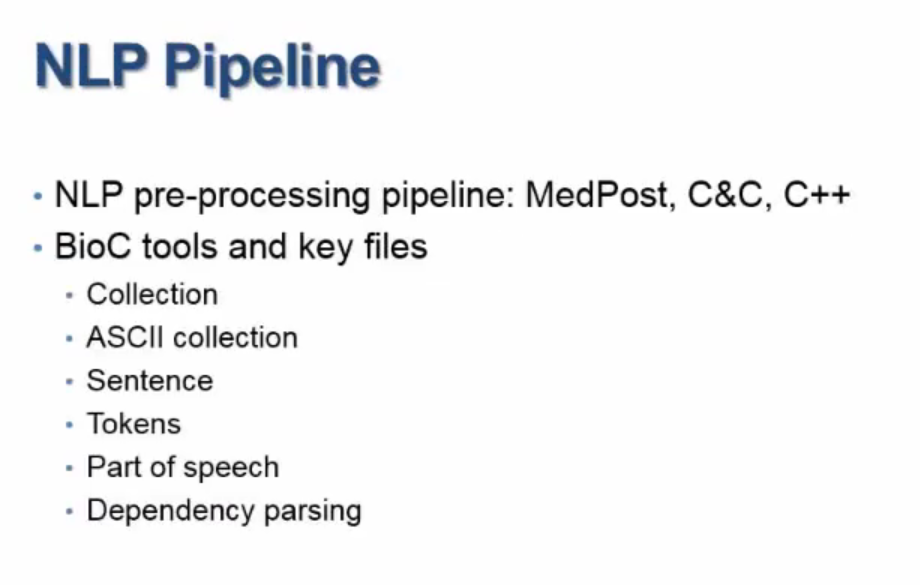 NLP Pipeline
• NLP pre-processing pipeline: MedPost, C&C, C++
• BioC tools and key files
• Collection
• ASCII collection
• Sentence
• Tokens
• Part of speech
• Dependency parsing